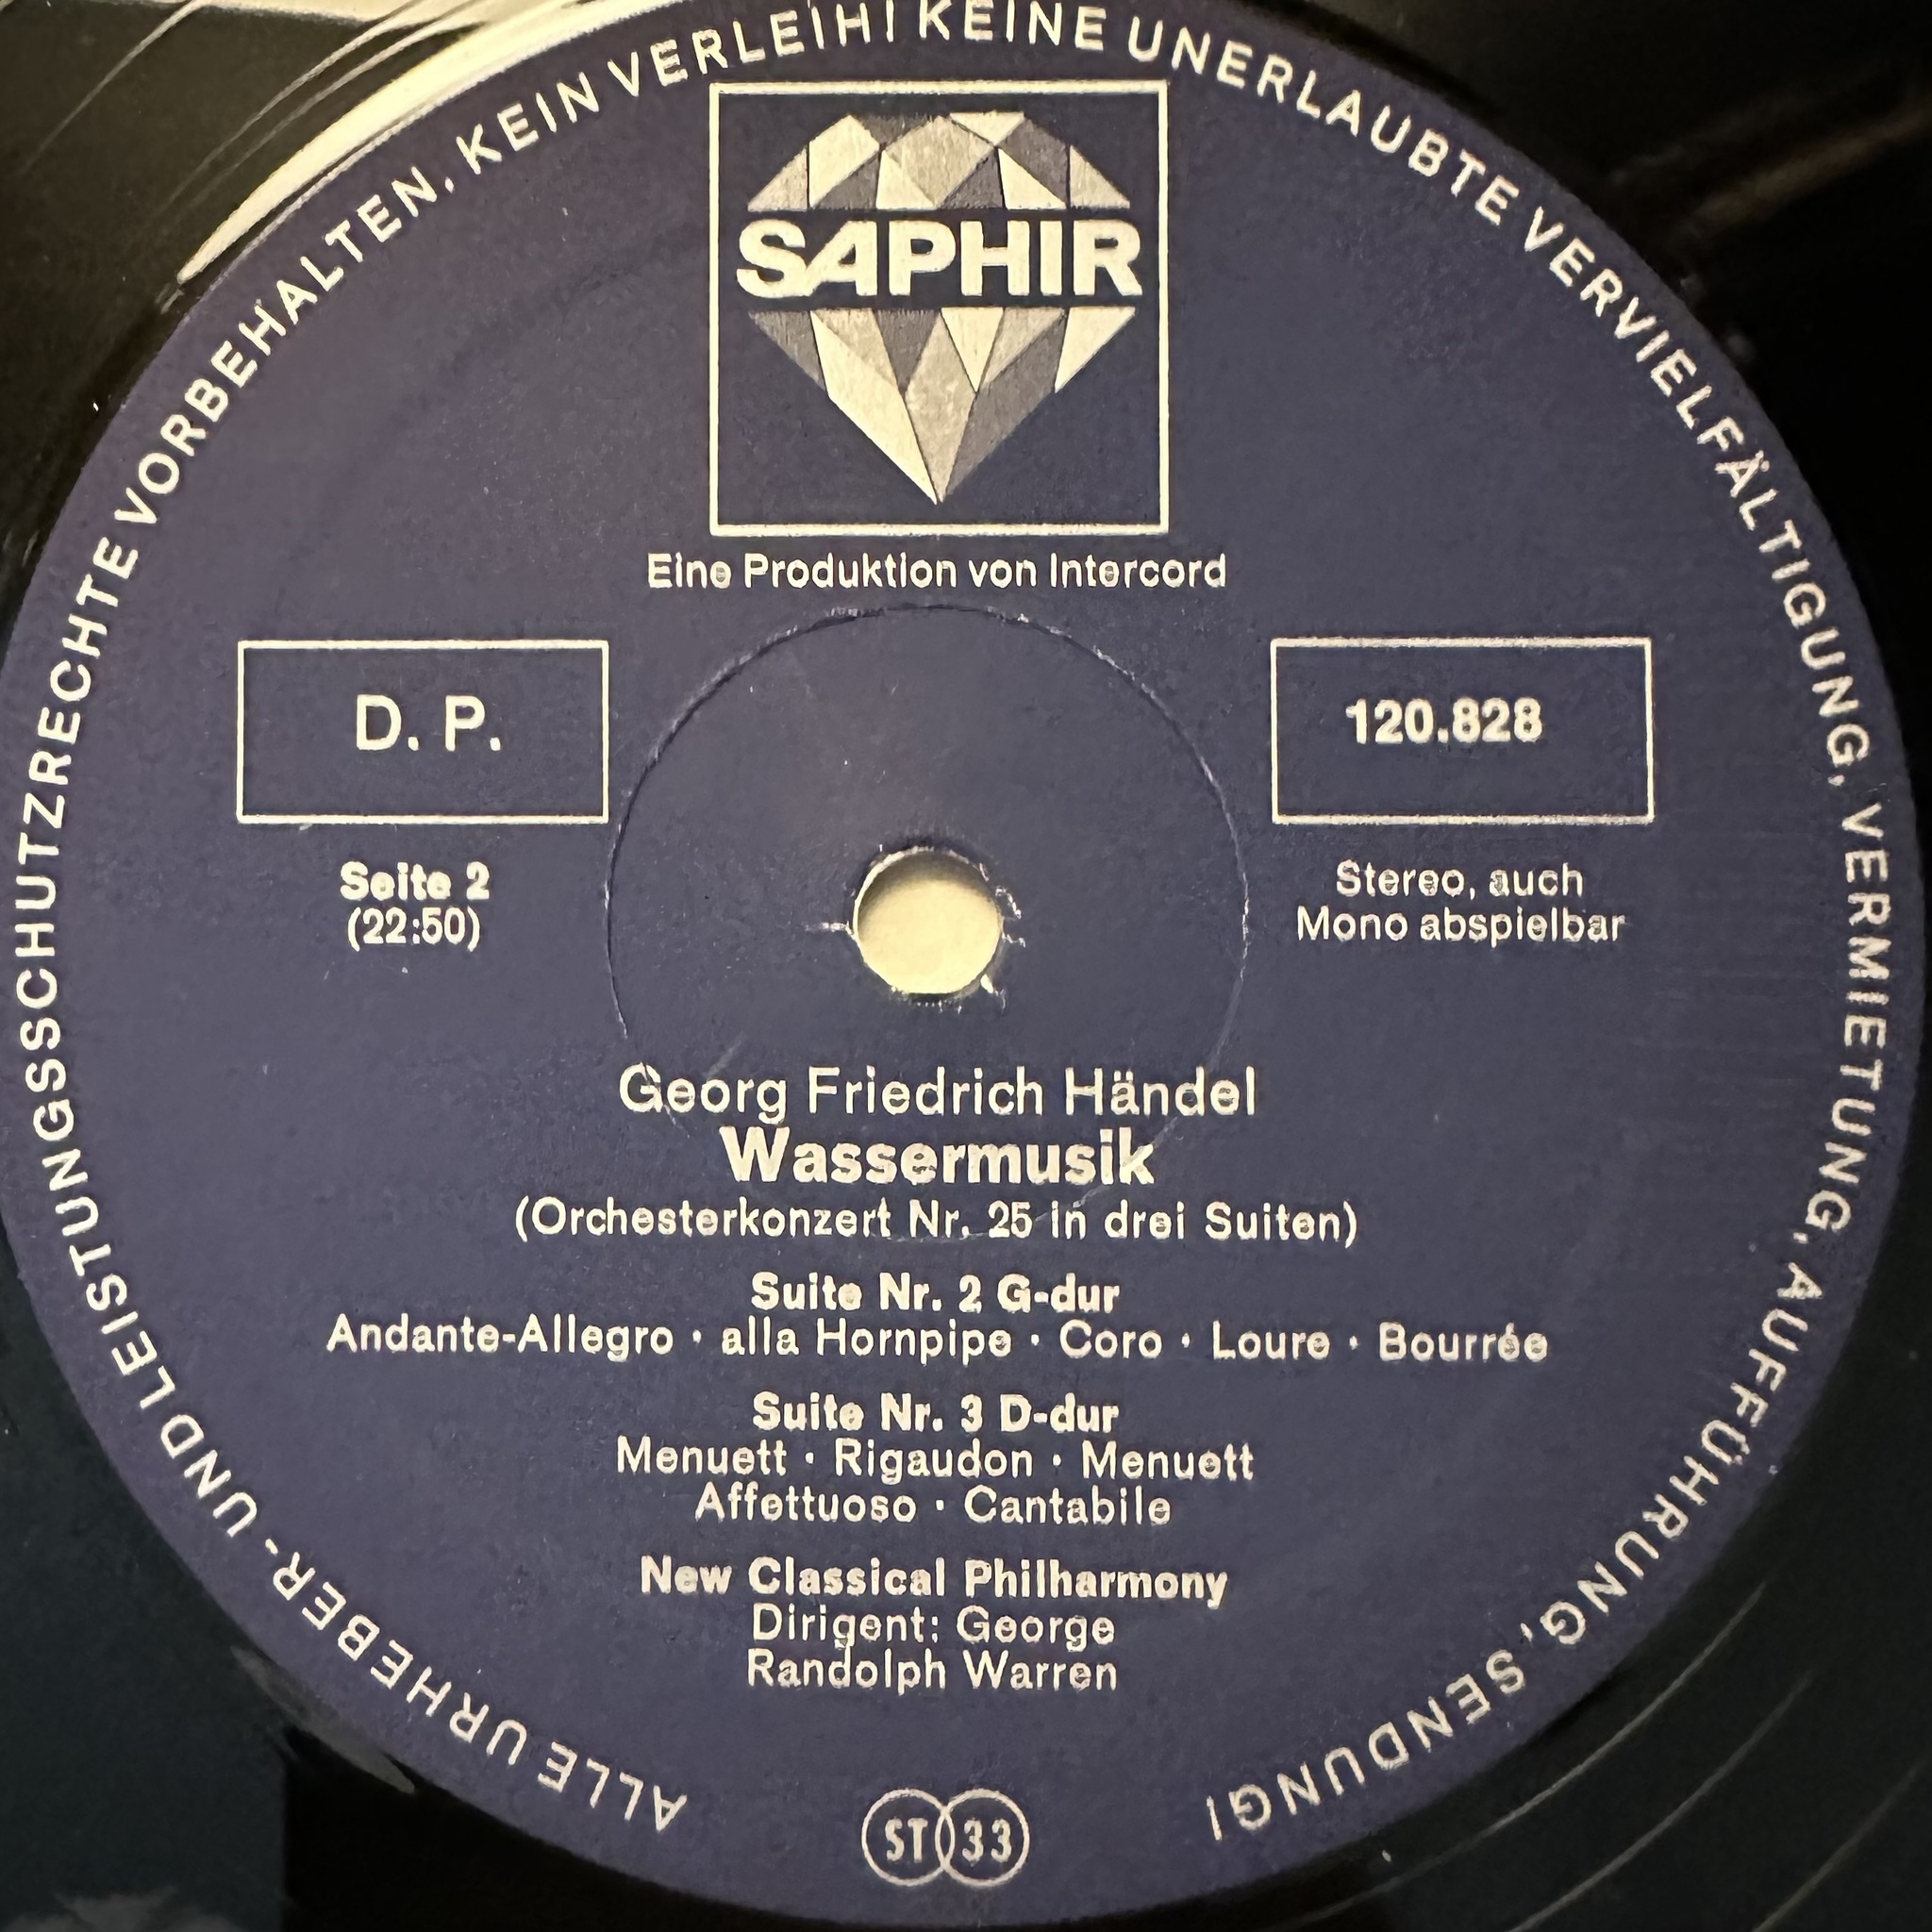 ALLE URHEBER- UND LEISTUNGSSCHUTZRECHTE VORBEHALTEN. KEIN VERLEIH! KEINE UNERLAUBTE VERVIELFÄLTIGUNG, VERMIETUNG, AUFFÜHRUNG, SENDUNG!
SAPHIR
Eine Produktion von Intercord
D. P.
120.828
Seite 2
(22:50)
Stereo, auch
Mono abspielbar
Georg Friedrich Händel
Wassermusik
(Orchesterkonzert Nr. 25 in drei Suiten)
Suite Nr. 2 G-dur
Andante-Allegro · alla Hornpipe · Coro · Loure · Bourrée
Suite Nr. 3 D-dur
Menuett · Rigaudon · Menuett
Affettuoso · Cantabile
New Classical Philharmony
Dirigent: George
Randolph Warren
ST 33